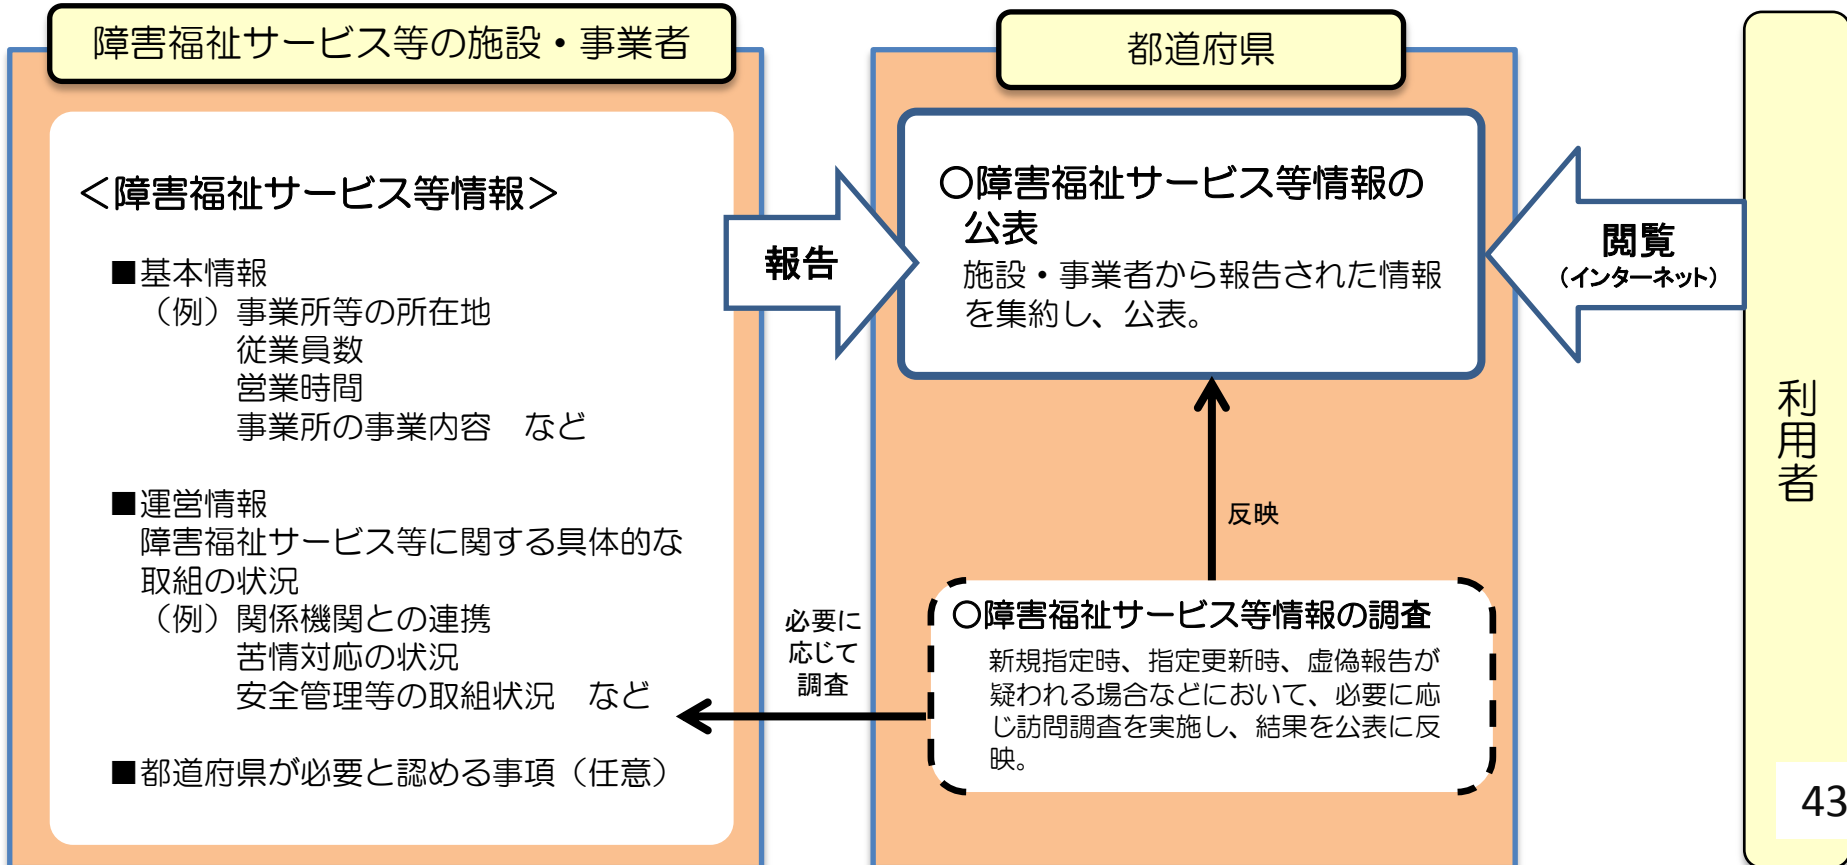 障害福祉サービス等の施設・事業者
＜障害福祉サービス等情報＞
■基本情報
（例）事業所等の所在地
従業員数
営業時間
事業所の事業内容　など
■運営情報
障害福祉サービス等に関する具体的な
取組の状況
（例）関係機関との連携
苦情対応の状況
安全管理等の取組状況　など
■都道府県が必要と認める事項（任意）
報告
必要に
応じて
調査
都道府県
○障害福祉サービス等情報の
公表
施設・事業者から報告された情報
を集約し、公表。
反映
○障害福祉サービス等情報の調査
新規指定時、指定更新時、虚偽報告が
疑われる場合などにおいて、必要に応
じ訪問調査を実施し、結果を公表に反
映。
閲覧
（インターネット）
利用者
43